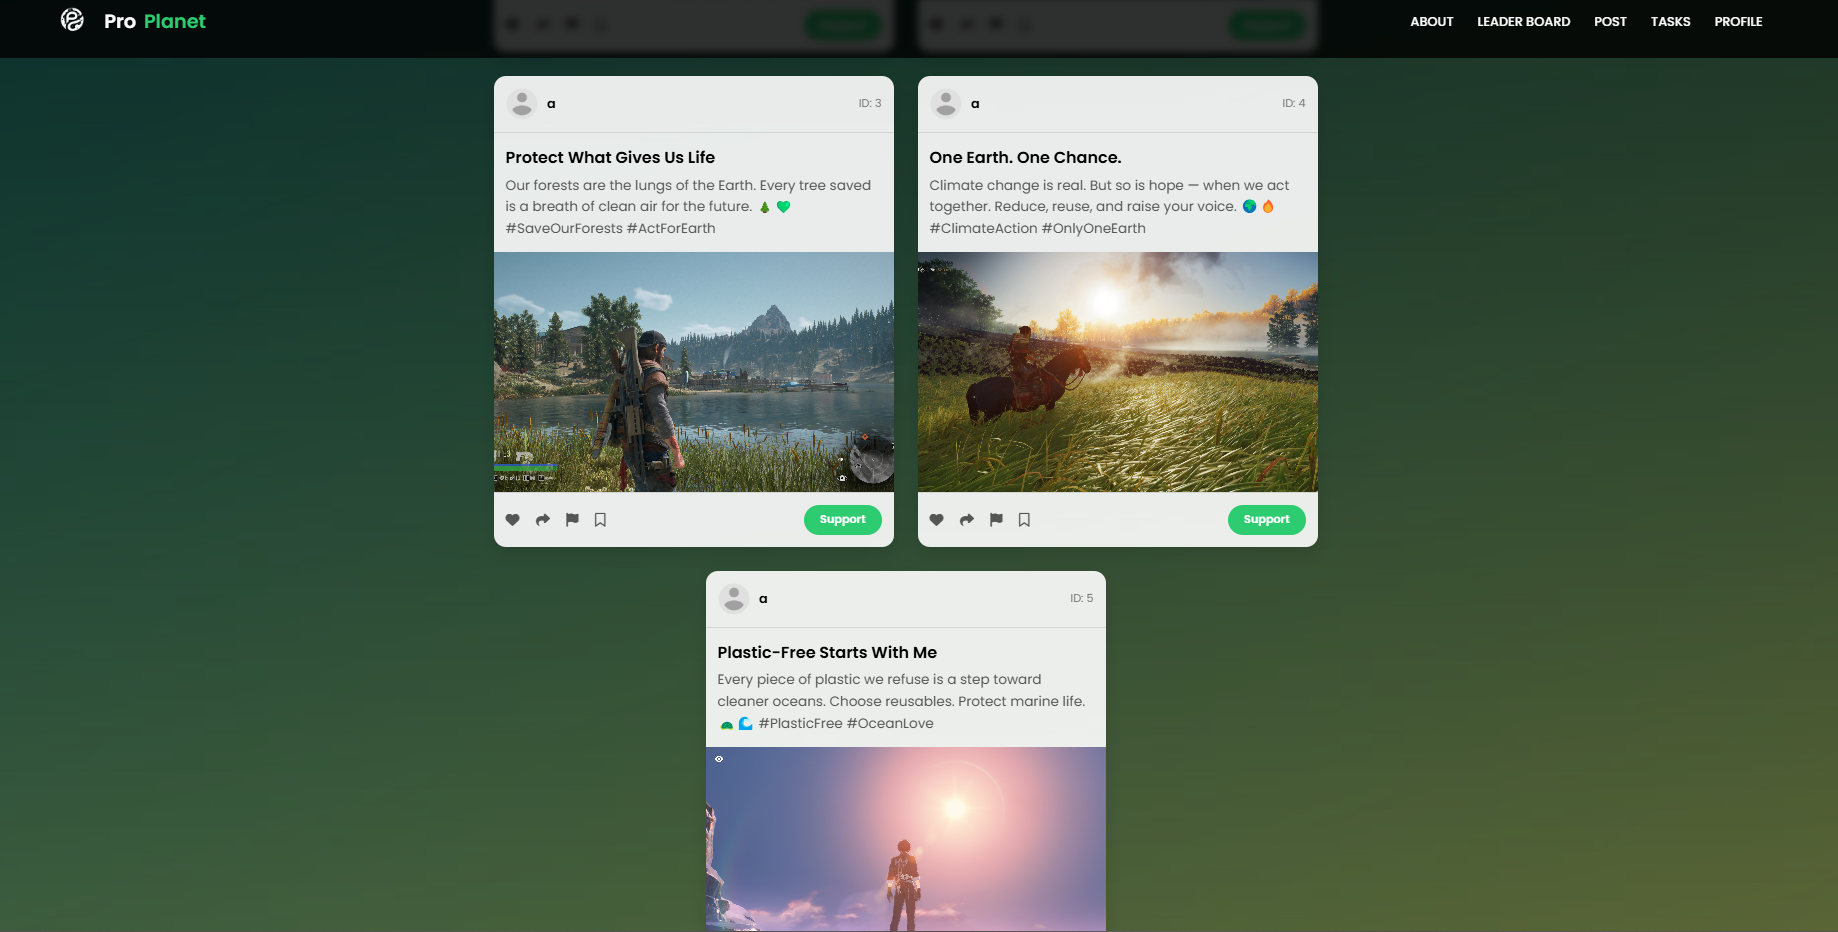 Pro Planet
ABOUT LEADER BOARD POST TASKS PROFILE
a ID: 3
Protect What Gives Us Life
Our forests are the lungs of the Earth. Every tree saved
is a breath of clean air for the future. 🌲 💚
#SaveOurForests #ActForEarth
Support
a ID: 4
One Earth. One Chance.
Climate change is real. But so is hope — when we act
together. Reduce, reuse, and raise your voice. 🌍 🔥
#ClimateAction #OnlyOneEarth
Support
a ID: 5
Plastic-Free Starts With Me
Every piece of plastic we refuse is a step toward
cleaner oceans. Choose reusables. Protect marine life.
🐢 🌊 #PlasticFree #OceanLove